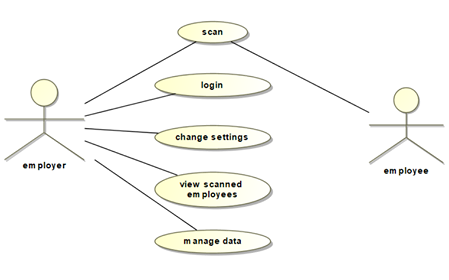 scan
login
employer
change settings
employee
view scanned
employees
manage data